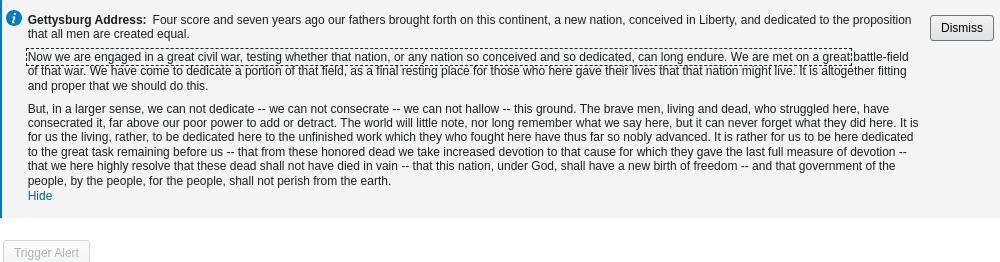 Gettysburg Address: Four score and seven years ago our fathers brought forth on this continent, a new nation, conceived in Liberty, and dedicated to the proposition
that all men are created equal.
Dismiss
Now we are engaged in a great civil war, testing whether that nation, or any nation so conceived and so dedicated, can long endure. We are met on a great battle-field
of that war. We have come to dedicate a portion of that field, as a final resting place for those who here gave their lives that that nation might live. It is altogether fitting
and proper that we should do this.
But, in a larger sense, we can not dedicate -- we can not consecrate -- we can not hallow -- this ground. The brave men, living and dead, who struggled here, have
consecrated it, far above our poor power to add or detract. The world will little note, nor long remember what we say here, but it can never forget what they did here. It is
for us the living, rather, to be dedicated here to the unfinished work which they who fought here have thus far so nobly advanced. It is rather for us to be here dedicated
to the great task remaining before us -- that from these honored dead we take increased devotion to that cause for which they gave the last full measure of devotion --
that we here highly resolve that these dead shall not have died in vain -- that this nation, under God, shall have a new birth of freedom -- and that government of the
people, by the people, for the people, shall not perish from the earth.
Hide
Trigger Alert